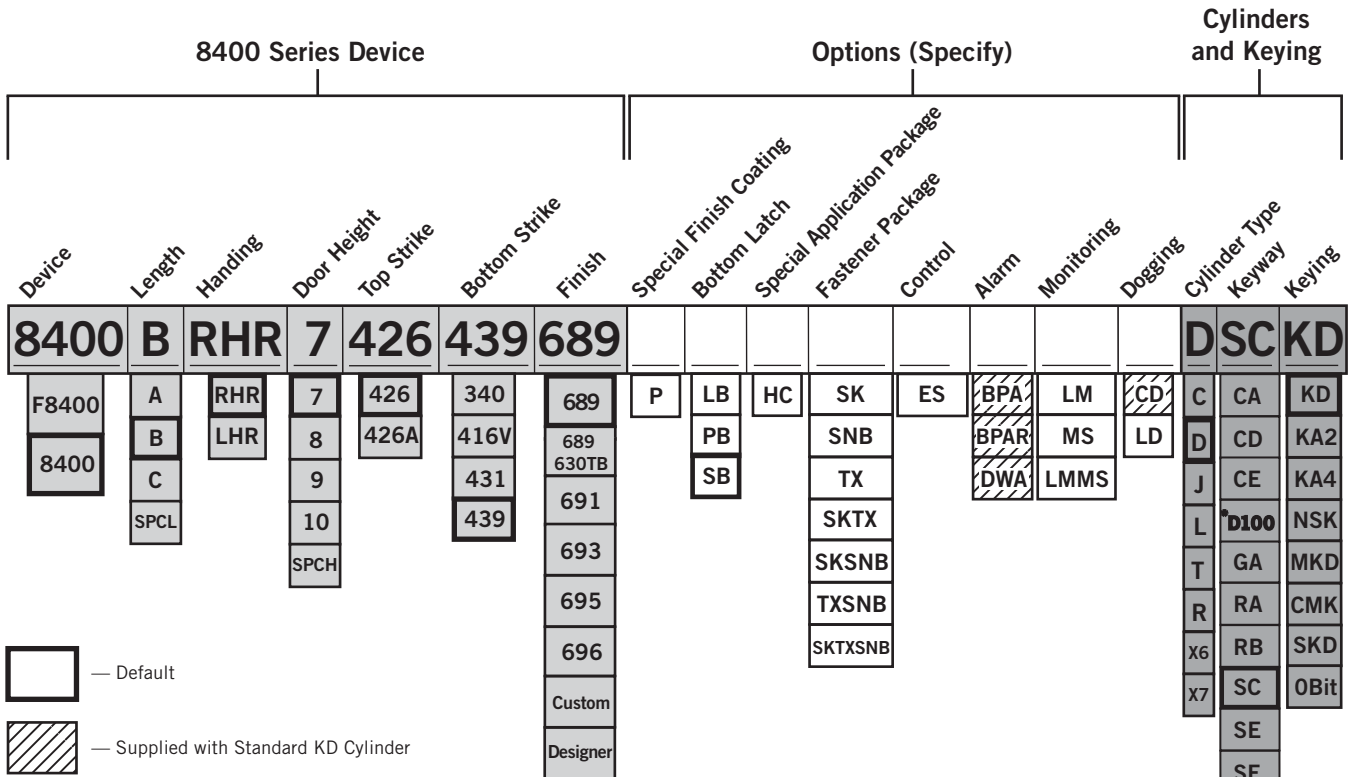 8400 Series Device
Options (Specify)
Cylinders
and Keying
Device
Length
Handing
Door Height
Top Strike
Bottom Strike
Finish
Special Finish Coating
Bottom Latch
Special Application Package
Fastener Package
Control
Alarm
Monitoring
Dogging
Cylinder Type
Keyway
Keying
8400 B RHR 7 426 439 689 D SC KD
F8400
8400
A
B
C
SPCL
RHR
LHR
7
8
9
10
SPCH
426
426A
340
416V
431
439
689
689
630TB
691
693
695
696
Custom
Designer
P
LB
PB
SB
HC
SK
SNB
TX
SKTX
SKSNB
TXSNB
SKTXSNB
ES
BPA
BPAR
DWA
LM
MS
LMMS
CD
LD
C
D
J
L
T
R
X6
X7
CA
CD
CE
•D100
GA
RA
RB
SC
SE
SF
KD
KA2
KA4
NSK
MKD
CMK
SKD
0Bit
— Default
— Supplied with Standard KD Cylinder